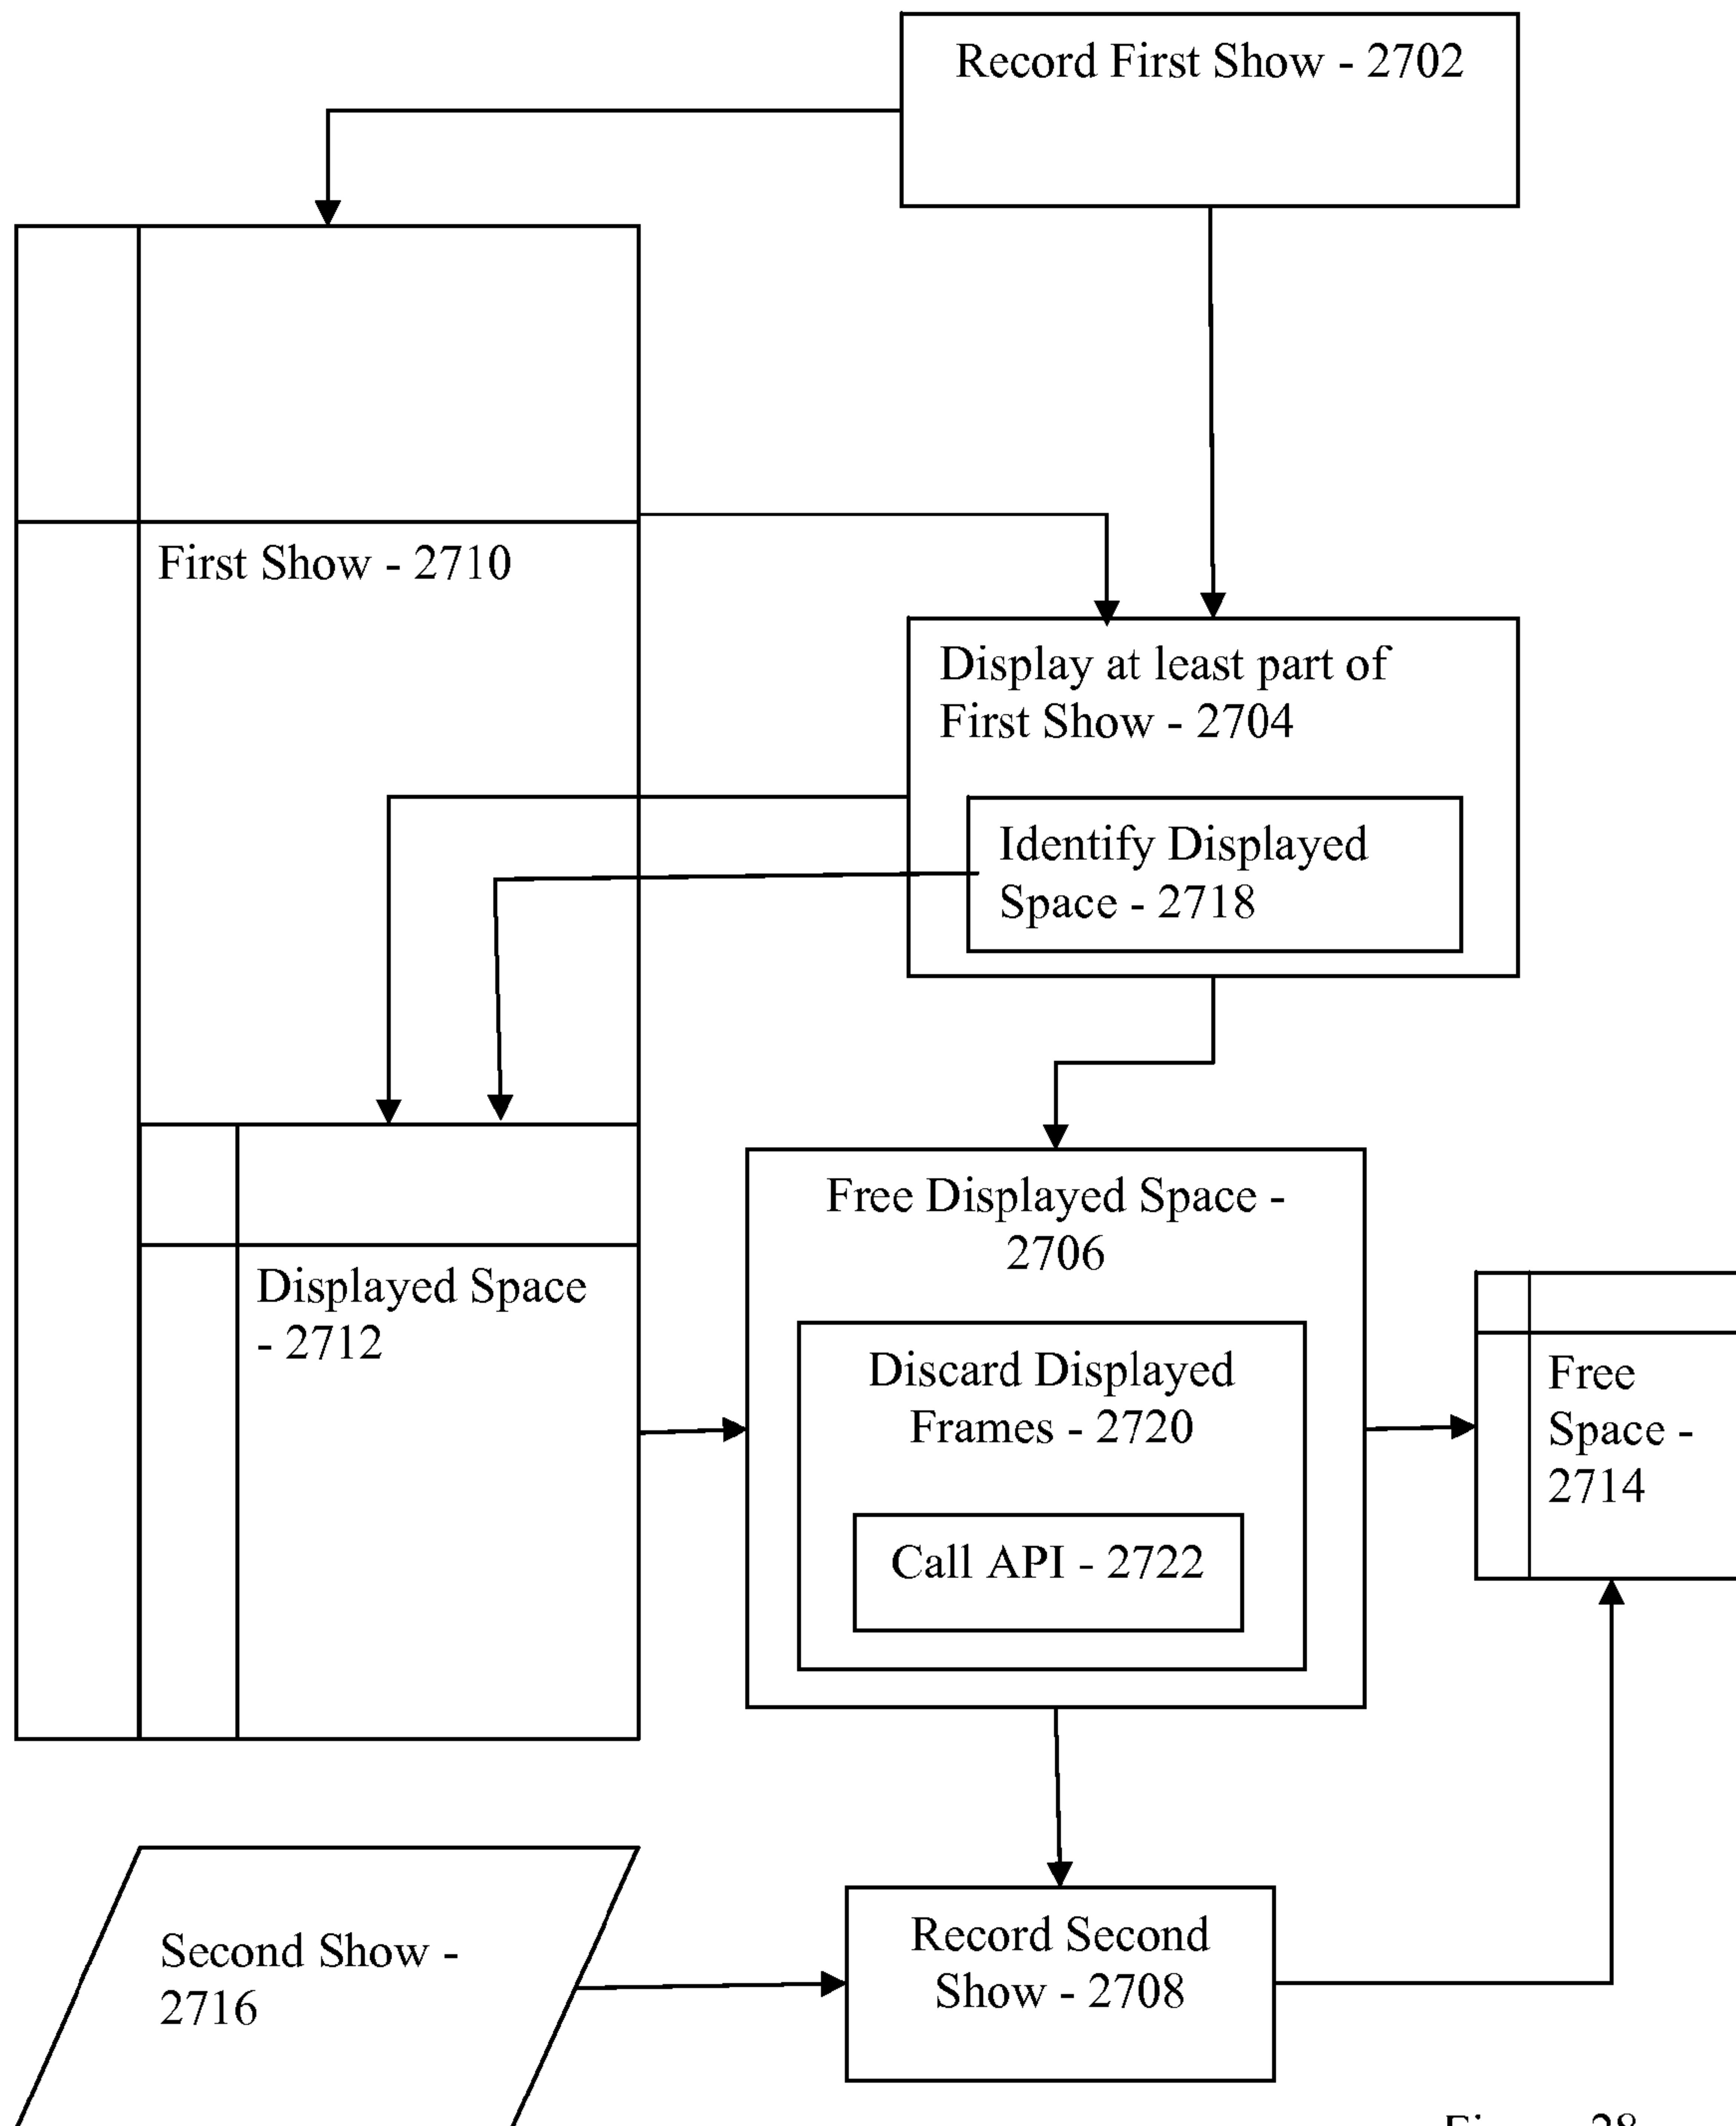 Record First Show - 2702
First Show - 2710
Display at least part of
First Show - 2704
Identify Displayed
Space - 2718
Displayed Space
- 2712
Free Displayed Space -
2706
Discard Displayed
Frames - 2720
Call API - 2722
Free
Space -
2714
Second Show -
2716
Record Second
Show - 2708